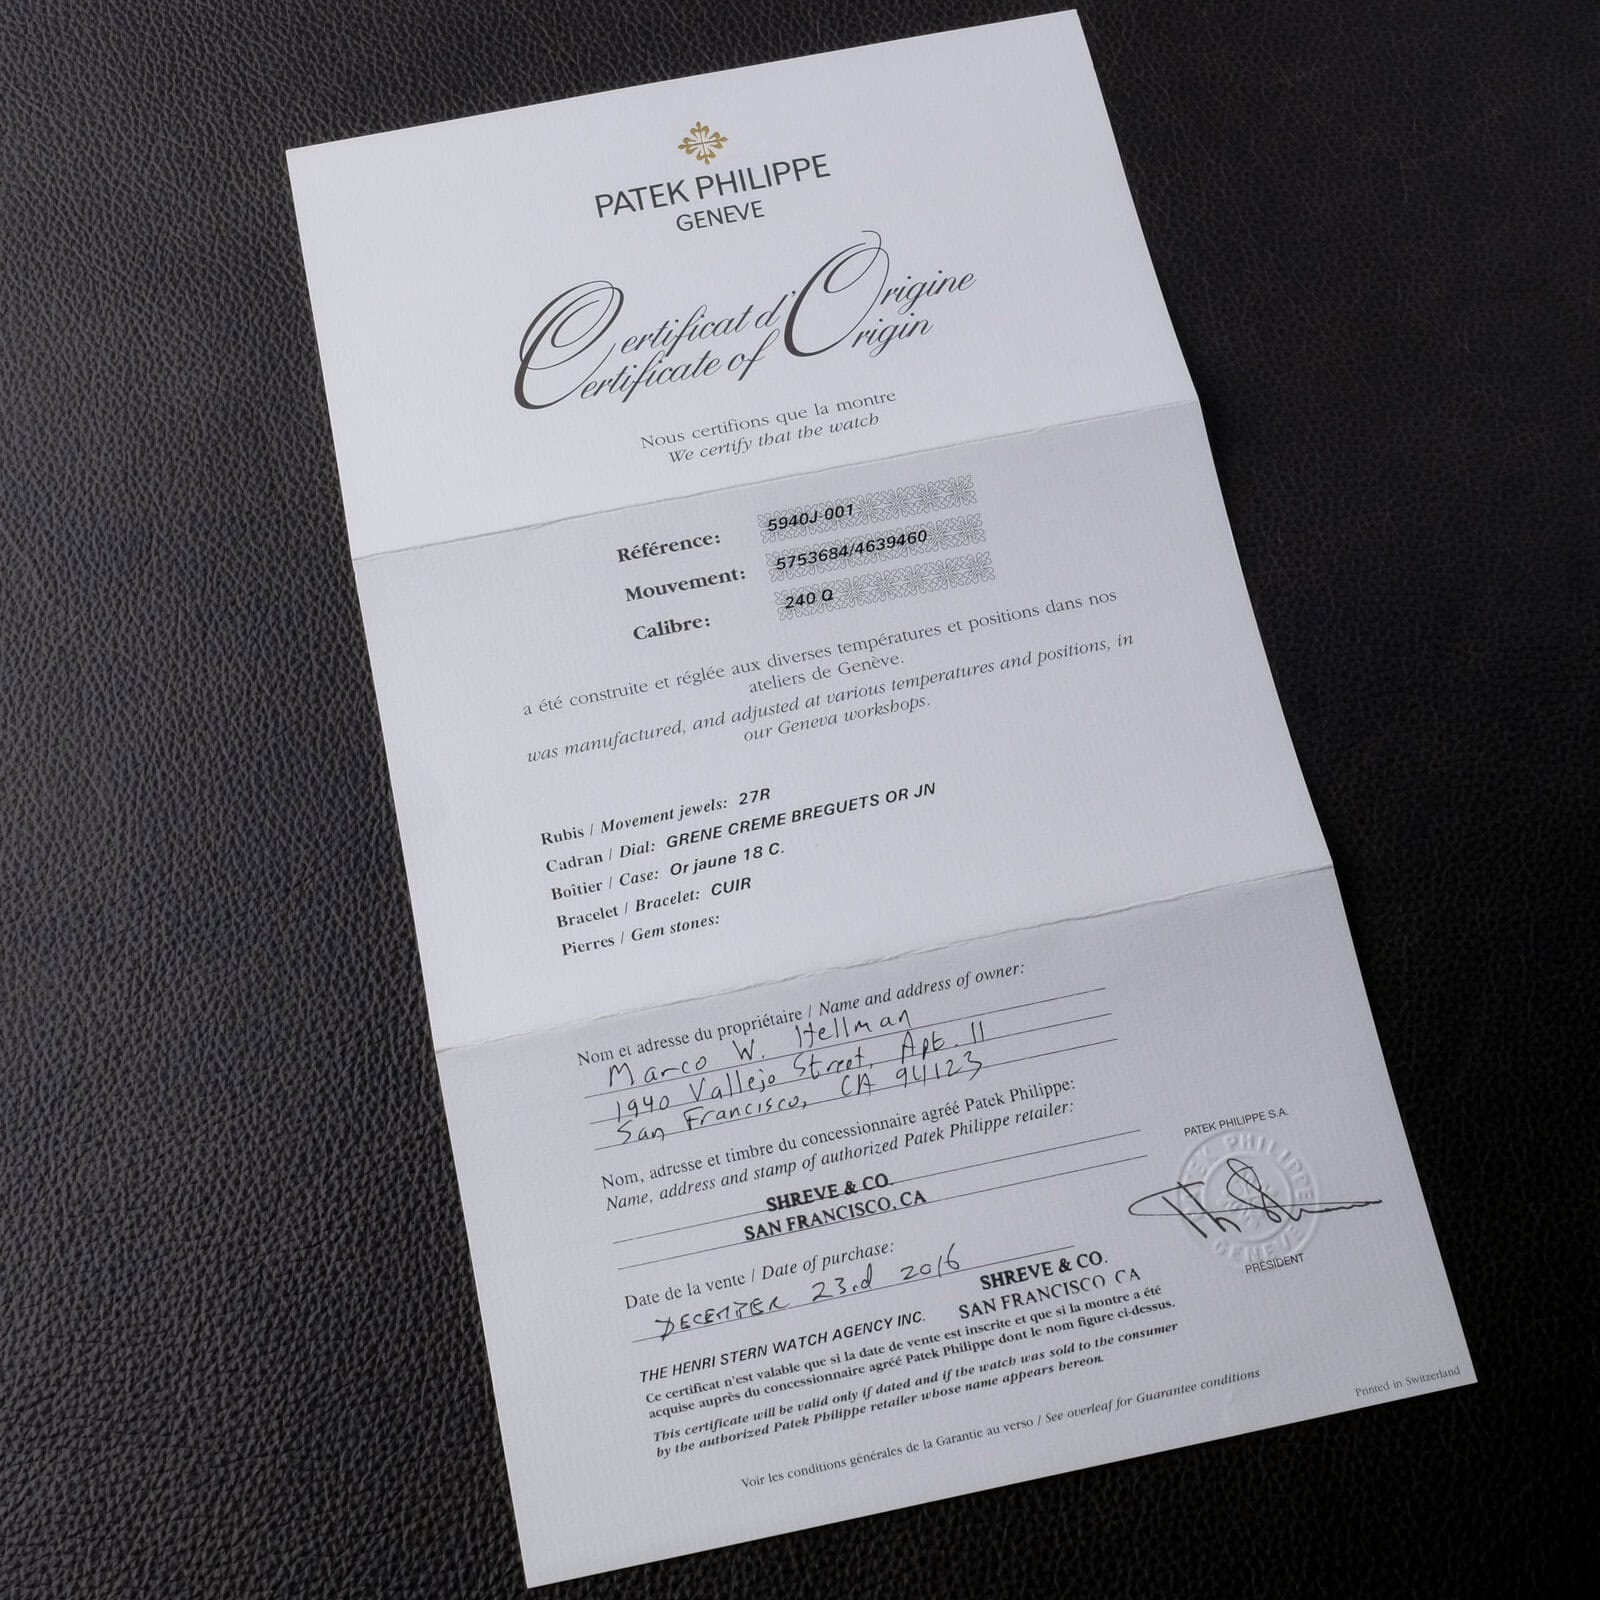 PATEK PHILIPPE
GENEVE
Certificat d'Origine
Certificate of Origin
Nous certifions que la montre
We certify that the watch
Référence: 5940J-001
Mouvement: 5753684/4639460
Calibre: 240 Q
a été construite et réglée aux diverses températures et positions dans nos
ateliers de Genève.
was manufactured, and adjusted at various temperatures and positions, in
our Geneva workshops.
Rubis / Movement jewels: 27R
Cadran / Dial: GRENE CREME BREGUETS OR JN
Boîtier / Case: Or jaune 18 C.
Bracelet / Bracelet: CUIR
Pierres / Gem stones:
Nom et adresse du propriétaire / Name and address of owner:
Marco W. Hellman
1940 Vallejo Street, Apt. 11
San Francisco, CA 94123
Nom, adresse et timbre du concessionnaire agréé Patek Philippe:
Name, address and stamp of authorized Patek Philippe retailer:
SHREVE & CO.
SAN FRANCISCO, CA
PATEK PHILIPPE S.A.
PATEK PHILIPPE
GENEVE
PRÉSIDENT
Date de la vente / Date of purchase:
DECEMBER 23rd 2016
SHREVE & CO.
SAN FRANCISCO CA
THE HENRI STERN WATCH AGENCY INC.
Ce certificat n'est valable que si la date de vente est inscrite et que si la montre a été
acquise auprès du concessionnaire agréé Patek Philippe dont le nom figure ci-dessus.
This certificate will be valid only if dated and if the watch was sold to the consumer
by the authorized Patek Philippe retailer whose name appears hereon.
Voir les conditions générales de la Garantie au verso / See overleaf for Guarantee conditions
Printed in Switzerland